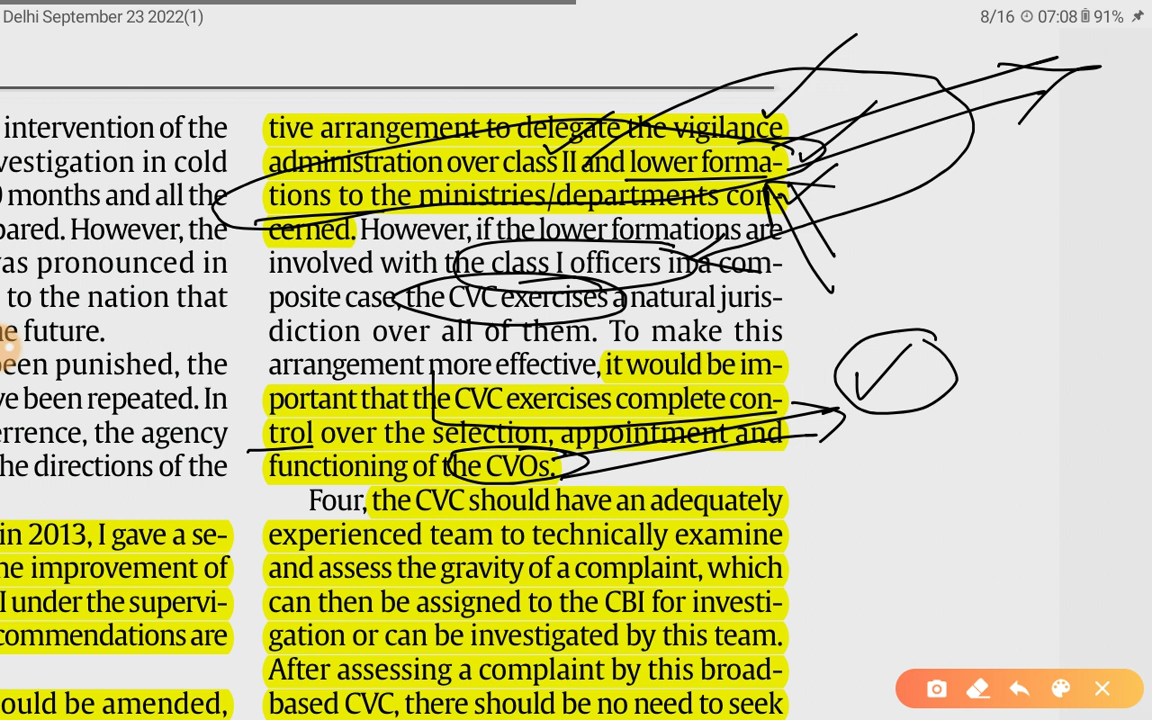 Delhi September 23 2022(1)
8/16 07:08 91%
intervention of the
vestigation in cold
months and all the
pared. However, the
was pronounced in
to the nation that
e future.
been punished, the
ve been repeated. In
errence, the agency
he directions of the
in 2013, I gave a se-
he improvement of
I under the supervi-
commendations are
ould be amended,
tive arrangement to delegate the vigilance
administration over class II and lower forma-
tions to the ministries/departments con-
cerned. However, if the lower formations are
involved with the class I officers in a com-
posite case, the CVC exercises a natural juris-
diction over all of them. To make this
arrangement more effective, it would be im-
portant that the CVC exercises complete con-
trol over the selection, appointment and
functioning of the CVOs.
Four, the CVC should have an adequately
experienced team to technically examine
and assess the gravity of a complaint, which
can then be assigned to the CBI for investi-
gation or can be investigated by this team.
After assessing a complaint by this broad-
based CVC, there should be no need to seek